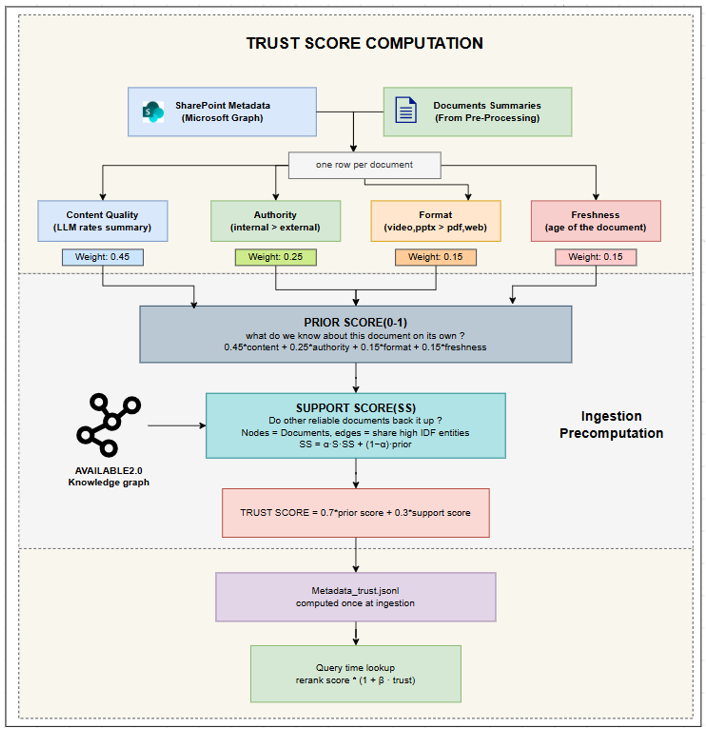 TRUST SCORE COMPUTATION
SharePoint Metadata
(Microsoft Graph)
Documents Summaries
(From Pre-Processing)
one row per document
Content Quality
(LLM rates summary)
Authority
(internal > external)
Format
(video,pptx > pdf,web)
Freshness
(age of the document)
Weight: 0.45
Weight: 0.25
Weight: 0.15
Weight: 0.15
PRIOR SCORE(0-1)
what do we know about this document on its own ?
0.45*content + 0.25*authority + 0.15*format + 0.15*freshness
SUPPORT SCORE(SS)
Do other reliable documents back it up ?
Nodes = Documents, edges = share high IDF entities
SS = α·S·SS + (1−α)·prior
Ingestion
Precomputation
AVAILABLE2.0
Knowledge graph
TRUST SCORE = 0.7*prior score + 0.3*support score
Metadata_trust.jsonl
computed once at ingestion
Query time lookup
rerank score * (1 + β · trust)